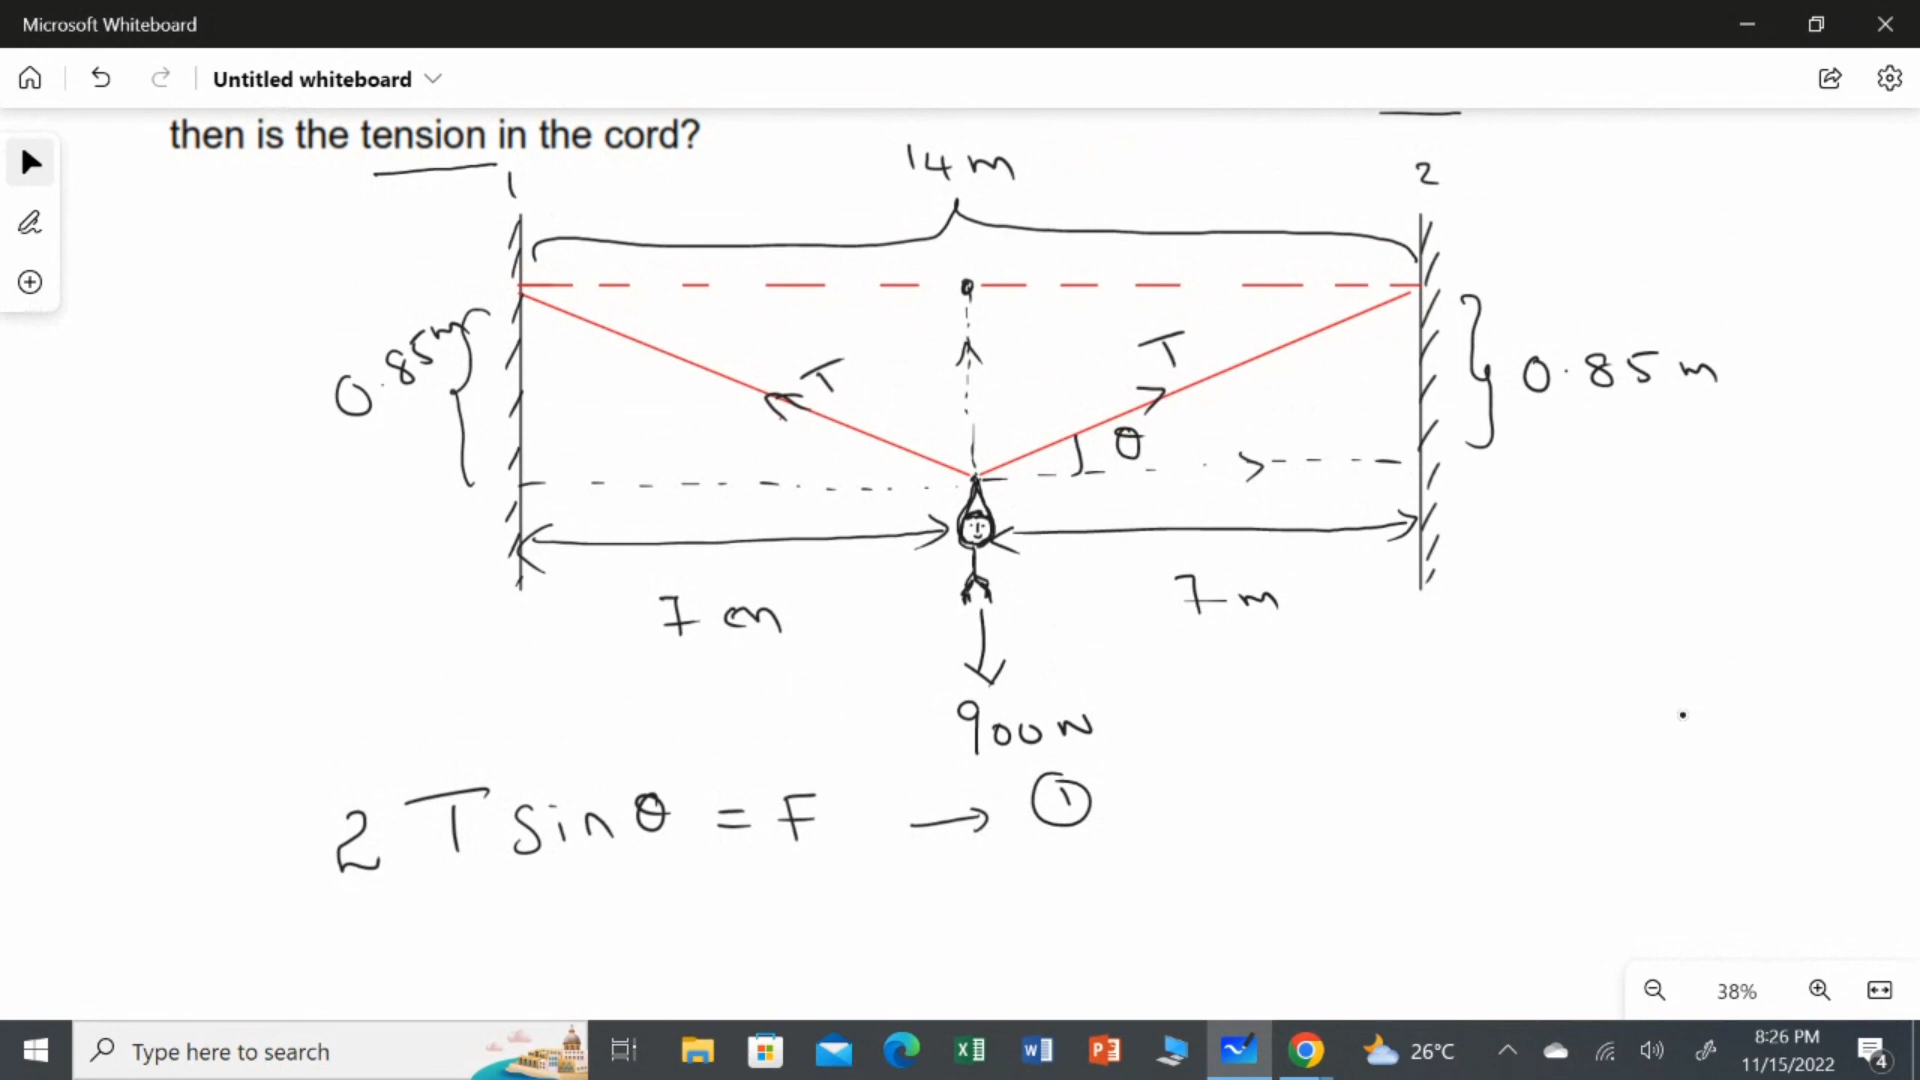 Microsoft Whiteboard
Untitled whiteboard
then is the tension in the cord?
14 m
1
2
0.85m
T
T
θ
0.85 m
7 m
7 m
900 N
2 T sin θ = F → ①
38%
Type here to search
26°C
8:26 PM
11/15/2022
4